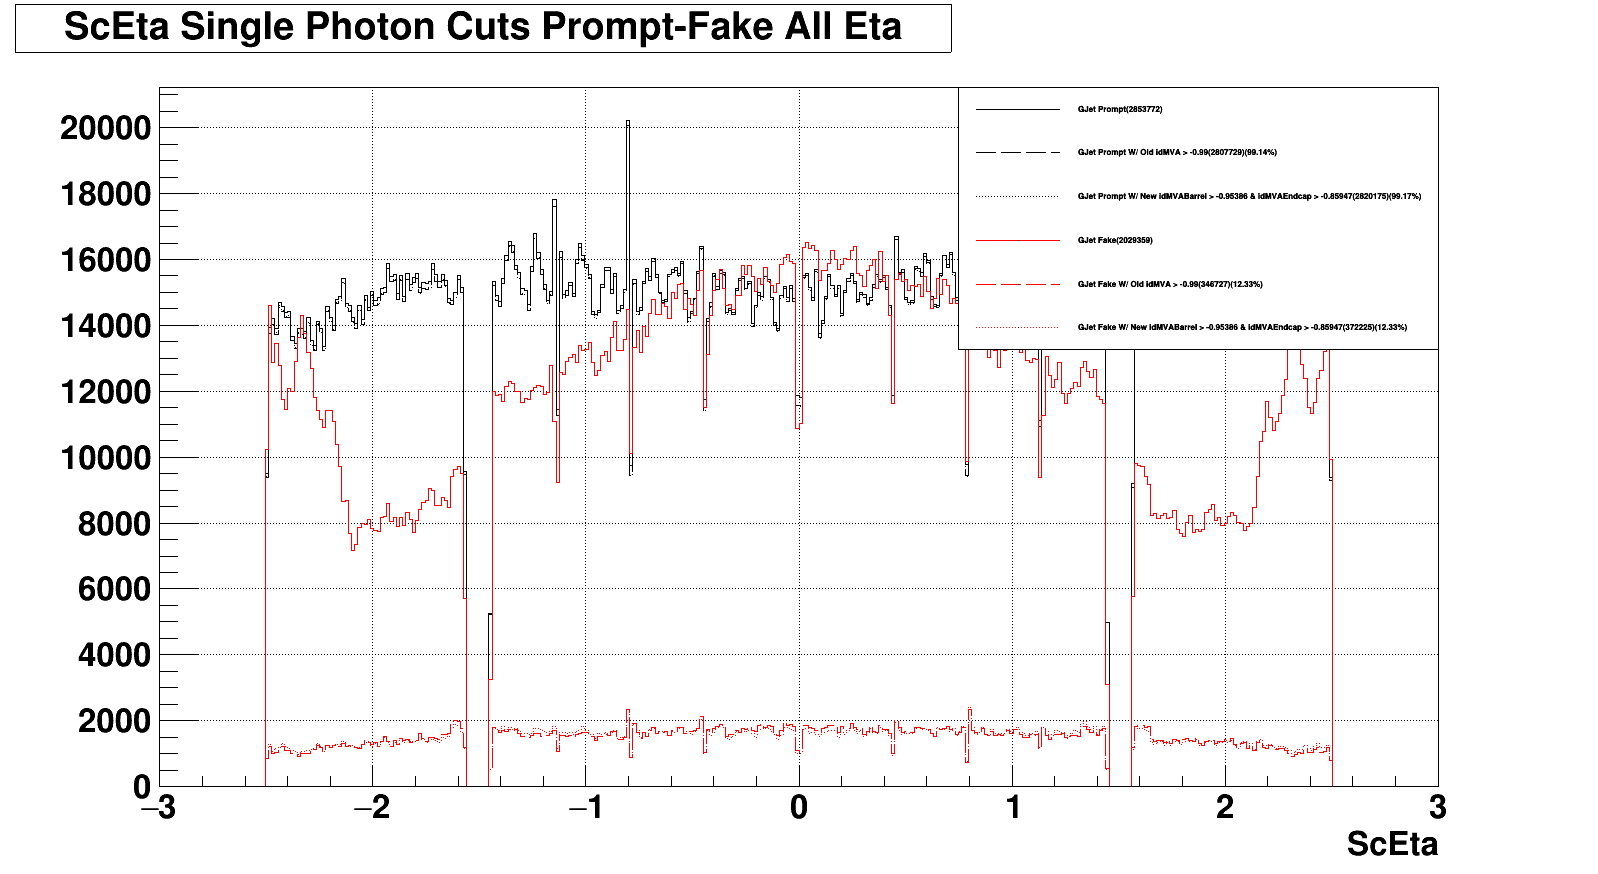 ScEta Single Photon Cuts Prompt-Fake All Eta
GJet Prompt(2853772)
GJet Prompt W/ Old IdMVA > -0.99(2807729)(99.14%)
GJet Prompt W/ New IdMVABarrel > -0.95386 & IdMVAEndcap > -0.85947(2820175)(99.17%)
GJet Fake(2029359)
GJet Fake W/ Old IdMVA > -0.99(346727)(12.33%)
GJet Fake W/ New IdMVABarrel > -0.95386 & IdMVAEndcap > -0.85947(372225)(12.33%)
20000
18000
16000
14000
12000
10000
8000
6000
4000
2000
0
−3 −2 −1 0 1 2 3
ScEta